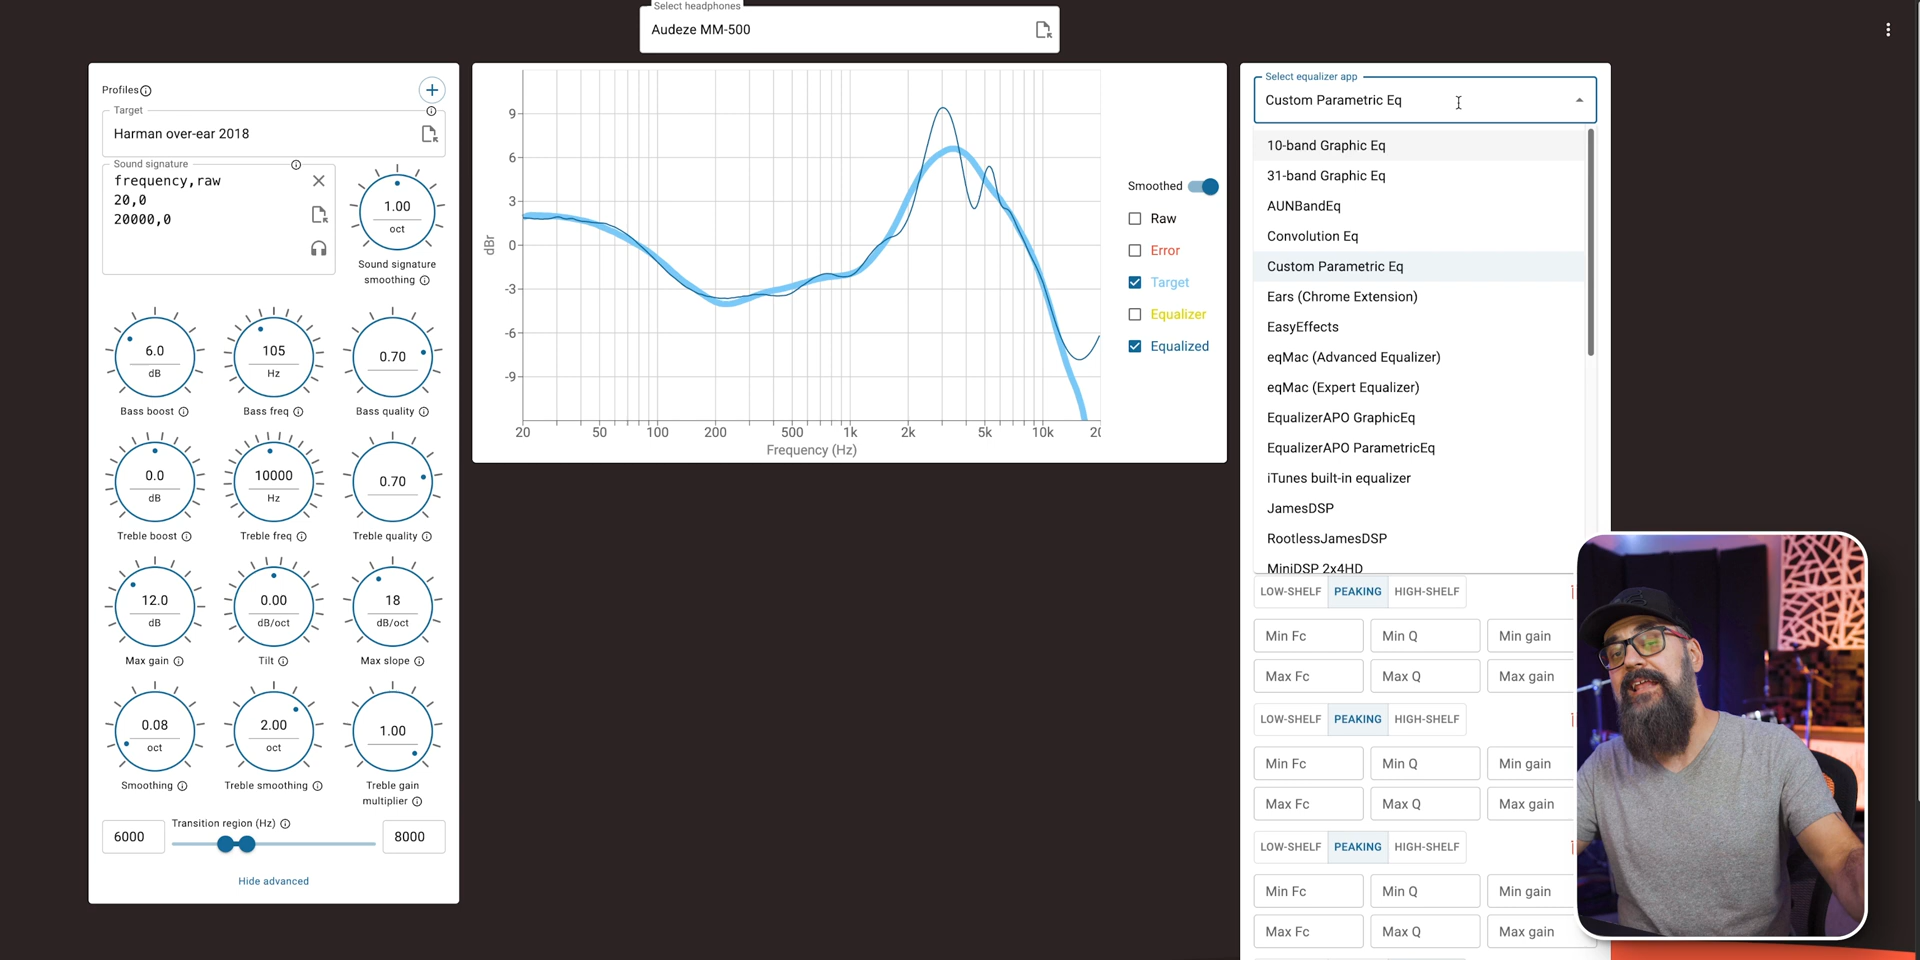 Select headphones
Audeze MM-500
Profiles
Target
Harman over-ear 2018
Sound signature
frequency,raw
20,0
20000,0
1.00
oct
Sound signature
smoothing
6.0
dB
Bass boost
105
Hz
Bass freq
0.70
Bass quality
0.0
dB
Treble boost
10000
Hz
Treble freq
0.70
Treble quality
12.0
dB
Max gain
0.00
dB/oct
Tilt
18
dB/oct
Max slope
0.08
oct
Smoothing
2.00
oct
Treble smoothing
1.00
Treble gain
multiplier
6000
Transition region (Hz)
8000
Hide advanced
dBr
9
6
3
0
-3
-6
-9
20 50 100 200 500 1k 2k 5k 10k
Frequency (Hz)
Smoothed
Raw
Error
Target
Equalizer
Equalized
Select equalizer app
Custom Parametric Eq
10-band Graphic Eq
31-band Graphic Eq
AUNBandEq
Convolution Eq
Custom Parametric Eq
Ears (Chrome Extension)
EasyEffects
eqMac (Advanced Equalizer)
eqMac (Expert Equalizer)
EqualizerAPO GraphicEq
EqualizerAPO ParametricEq
iTunes built-in equalizer
JamesDSP
RootlessJamesDSP
MiniDSP 2x4HD
LOW-SHELF PEAKING HIGH-SHELF
Min Fc Min Q Min gain
Max Fc Max Q Max gain
LOW-SHELF PEAKING HIGH-SHELF
Min Fc Min Q Min gain
Max Fc Max Q Max gain
LOW-SHELF PEAKING HIGH-SHELF
Min Fc Min Q Min gain
Max Fc Max Q Max gain